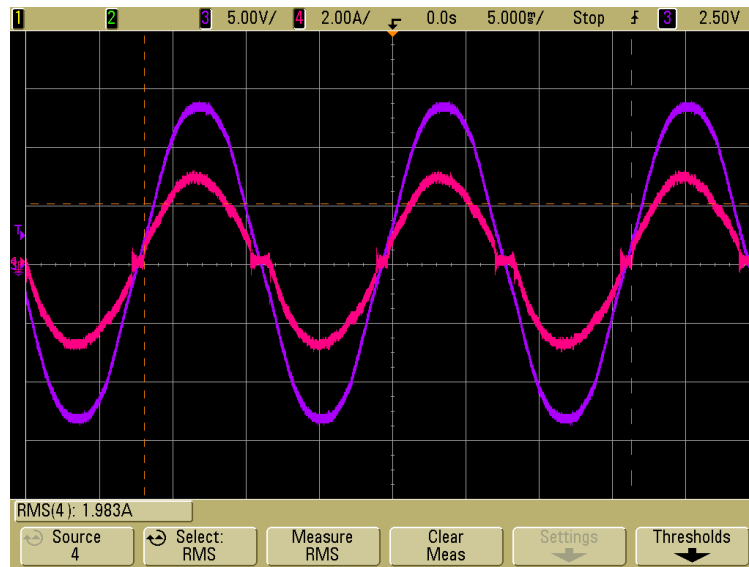 1 2 3 5.00V/ 4 2.00A/ 0.0s 5.000㎳/ Stop 3 2.50V
T
4
RMS(4): 1.983A
Source Select: Measure Clear Settings Thresholds
4 RMS RMS Meas